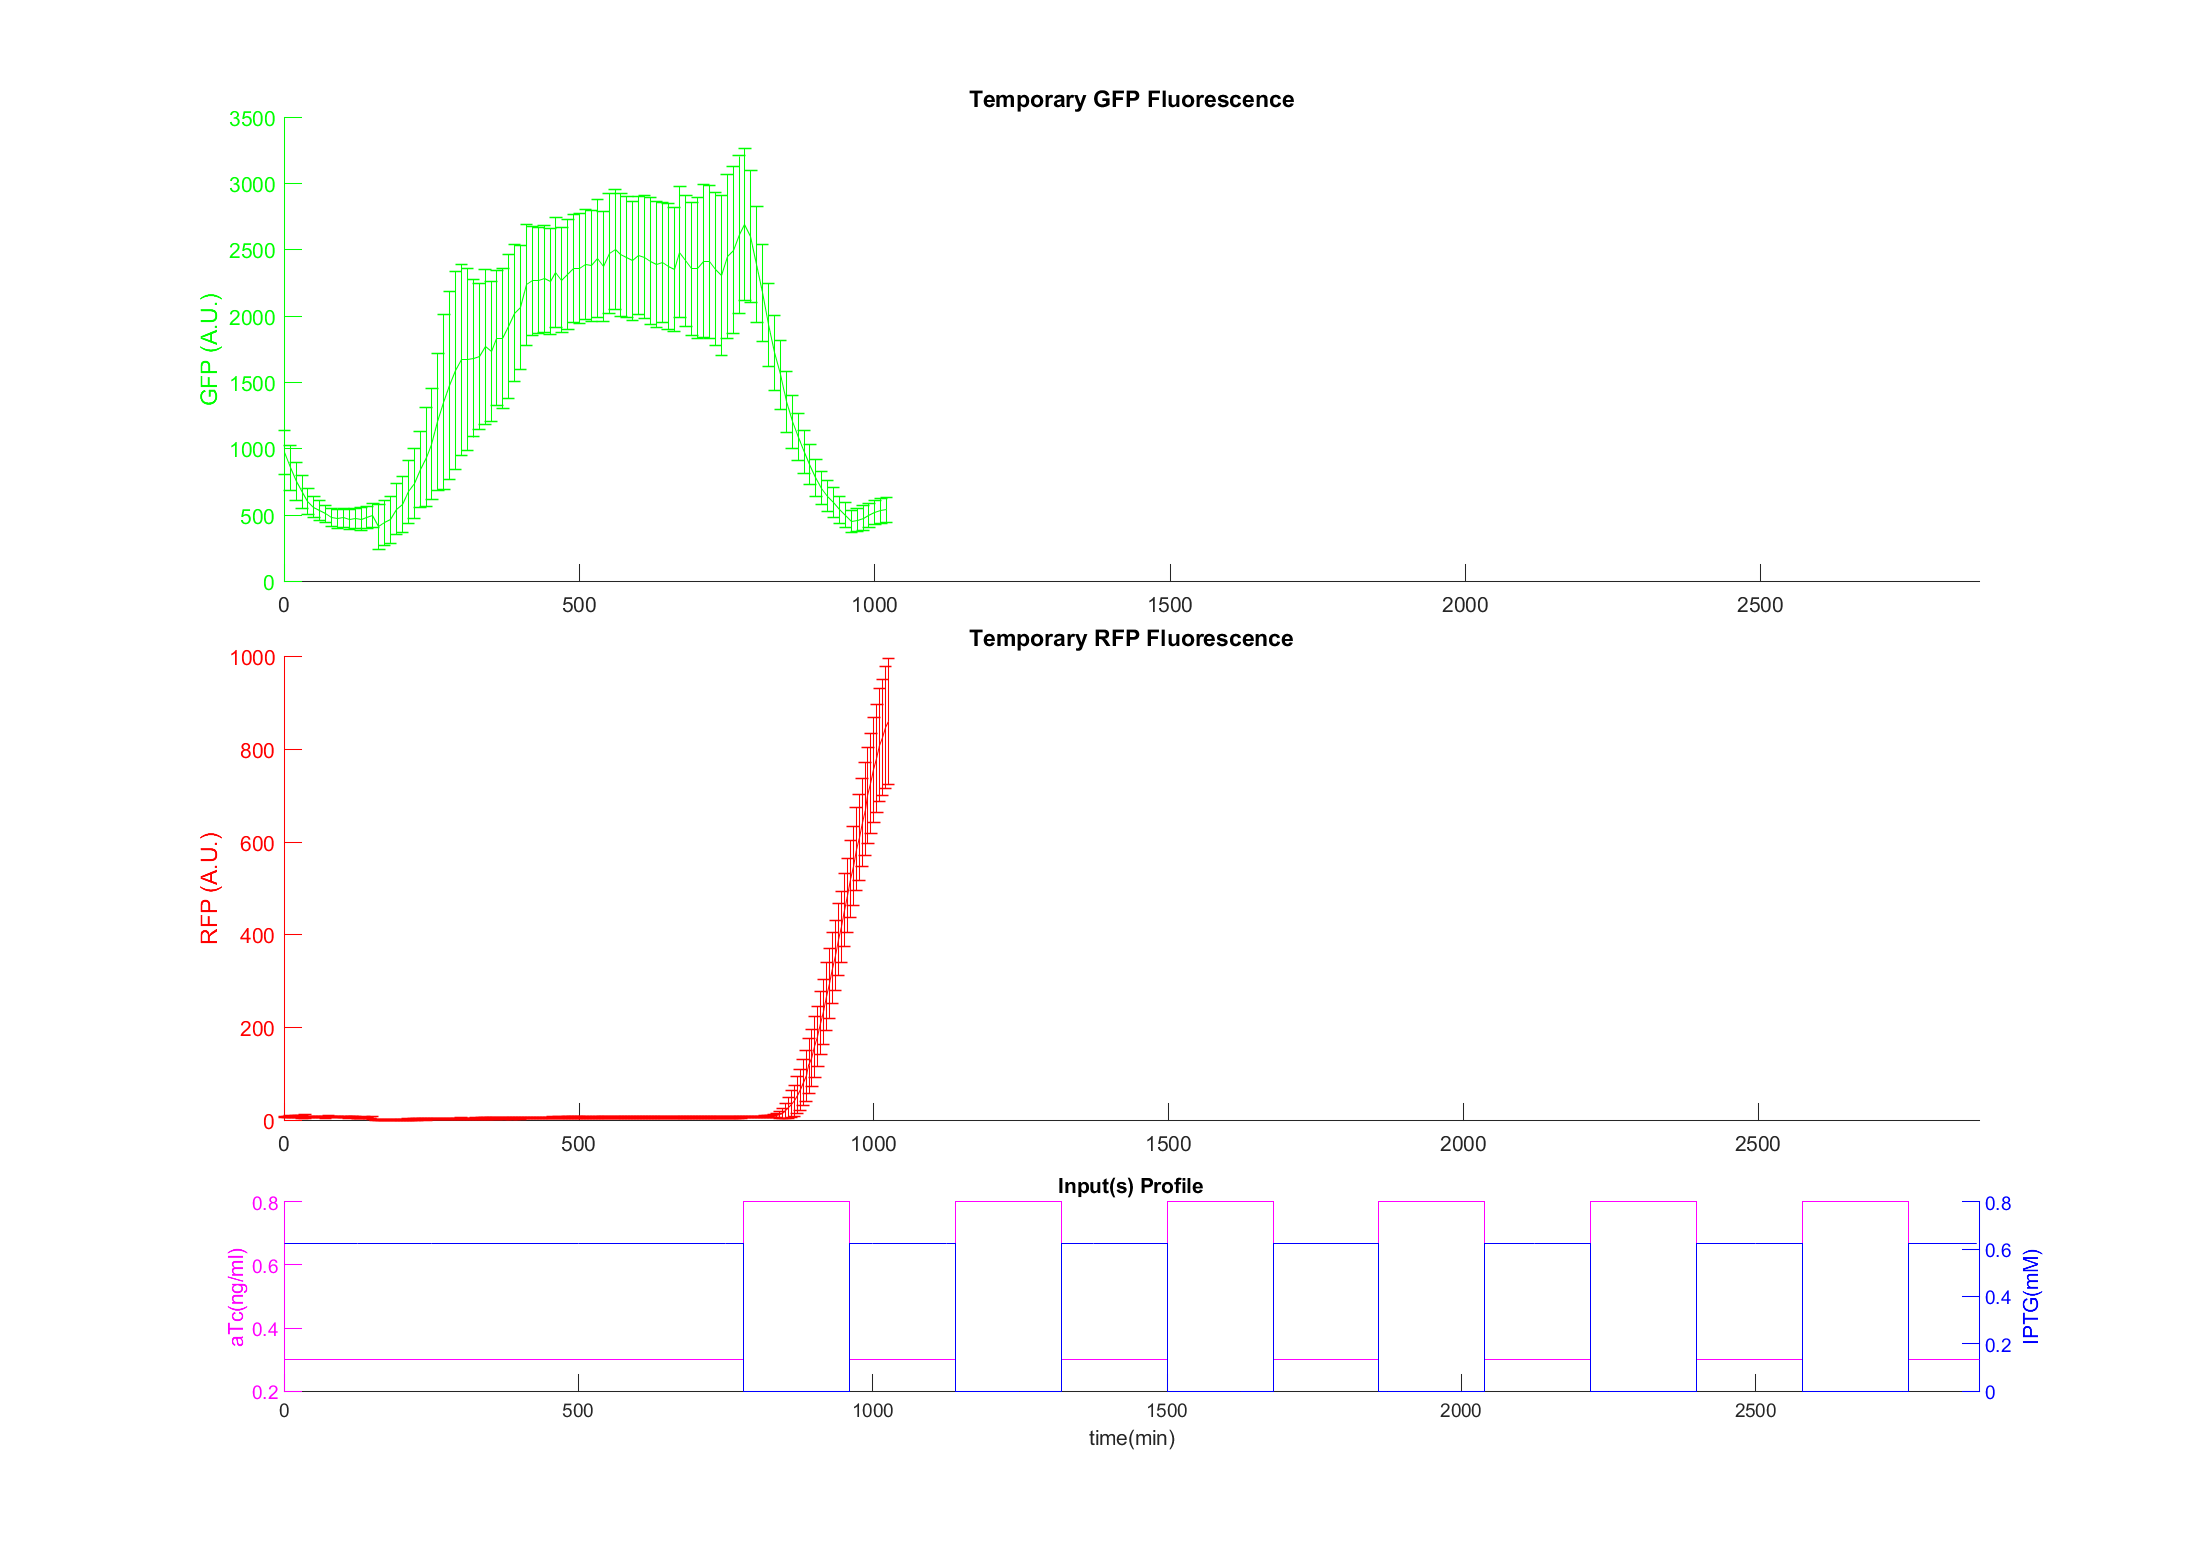 Temporary GFP Fluorescence
3500
3000
2500
2000
1500
1000
500
0
GFP (A.U.)
0 500 1000 1500 2000 2500
Temporary RFP Fluorescence
1000
800
600
400
200
0
RFP (A.U.)
0 500 1000 1500 2000 2500
Input(s) Profile
0.8
0.6
0.4
0.2
aTc(ng/ml)
0.8
0.6
0.4
0.2
0
IPTG(mM)
0 500 1000 1500 2000 2500
time(min)